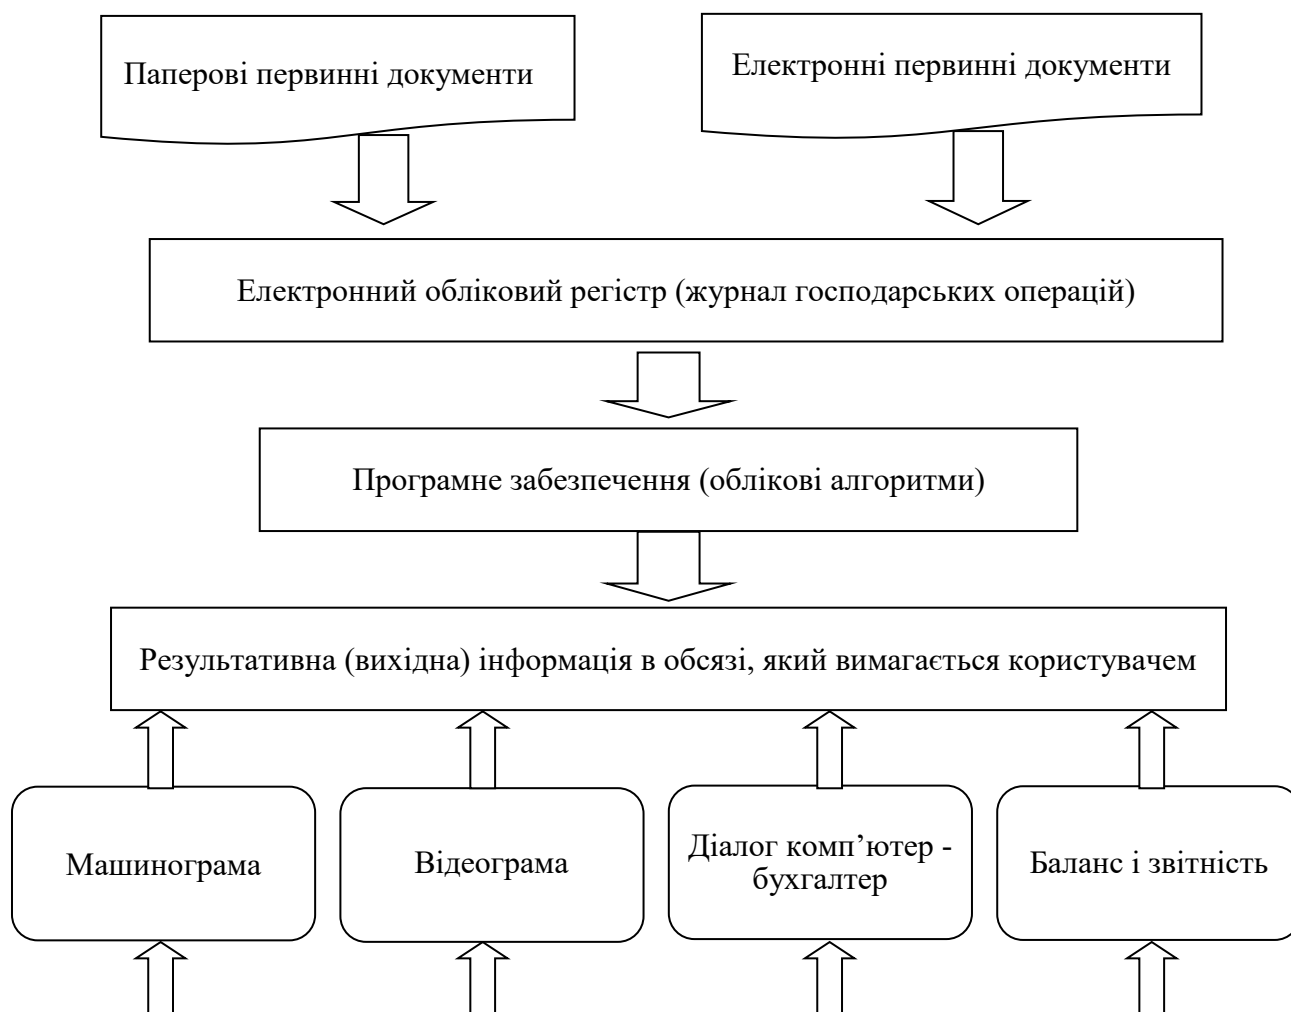 Паперові первинні документи
Електронні первинні документи
Електронний обліковий регістр (журнал господарських операцій)
Програмне забезпечення (облікові алгоритми)
Результативна (вихідна) інформація в обсязі, який вимагається користувачем
Машинограма
Відеограма
Діалог комп’ютер -
бухгалтер
Баланс і звітність